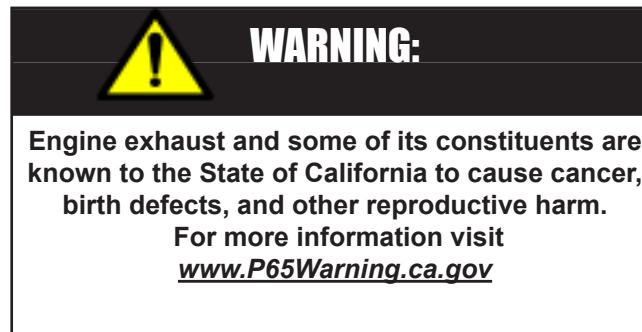 WARNING:
Engine exhaust and some of its constituents are
known to the State of California to cause cancer,
birth defects, and other reproductive harm.
For more information visit
www.P65Warning.ca.gov